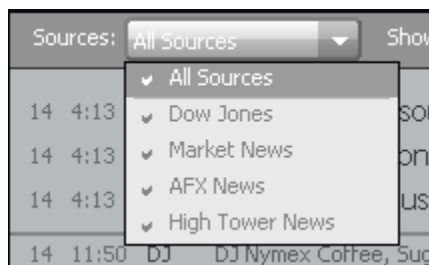 Sources: All Sources Show
All Sources
14 4:13 Dow Jones
14 4:13 Market News
14 4:13 AFX News
High Tower News
14 11:50 DJ DJ Nymex Coffee, Sug